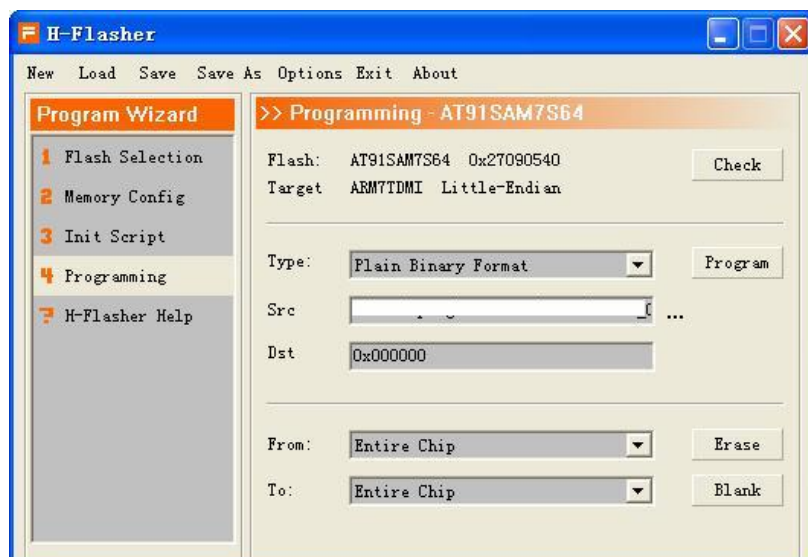 H-Flasher
New Load Save Save As Options Exit About
Program Wizard
1 Flash Selection
2 Memory Config
3 Init Script
4 Programming
? H-Flasher Help
>> Programming - AT91SAM7S64
Flash: AT91SAM7S64 0x27090540
Check
Target ARM7TDMI Little-Endian
Type: Plain Binary Format
Program
Src
...
Dst 0x000000
From: Entire Chip
Erase
To: Entire Chip
Blank